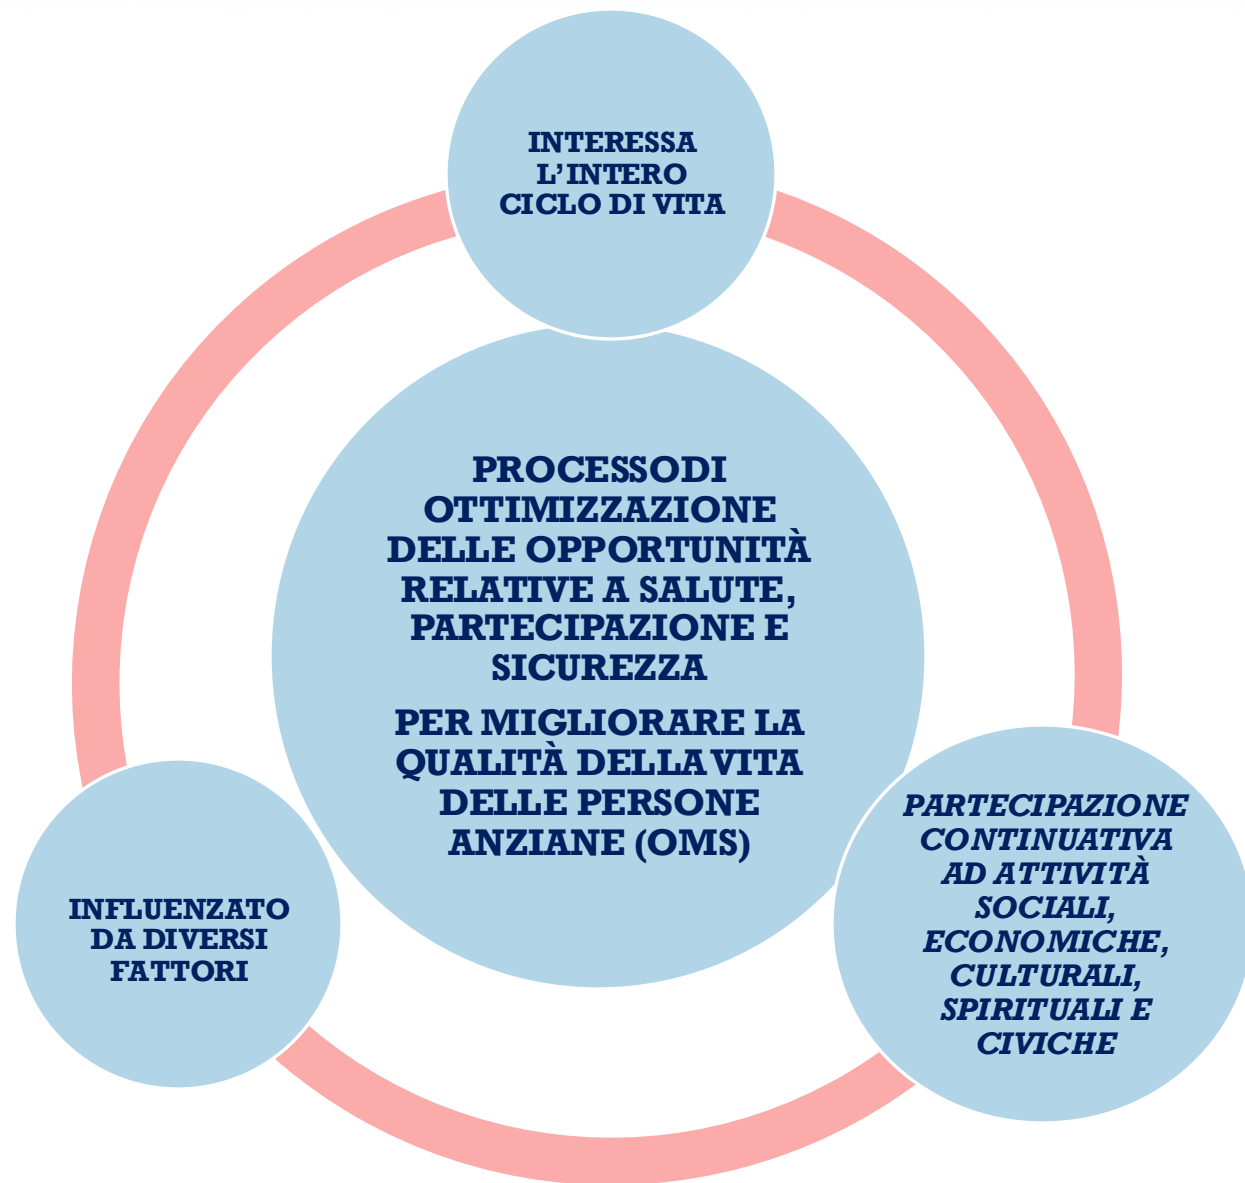 INTERESSA
L'INTERO
CICLO DI VITA
PROCESSODI
OTTIMIZZAZIONE
DELLE OPPORTUNITÀ
RELATIVE A SALUTE,
PARTECIPAZIONE E
SICUREZZA
PER MIGLIORARE LA
QUALITÀ DELLA VITA
DELLE PERSONE
ANZIANE (OMS)
PARTECIPAZIONE
CONTINUATIVA
AD ATTIVITÀ
SOCIALI,
ECONOMICHE,
CULTURALI,
SPIRITUALI E
CIVICHE
INFLUENZATO
DA DIVERSI
FATTORI